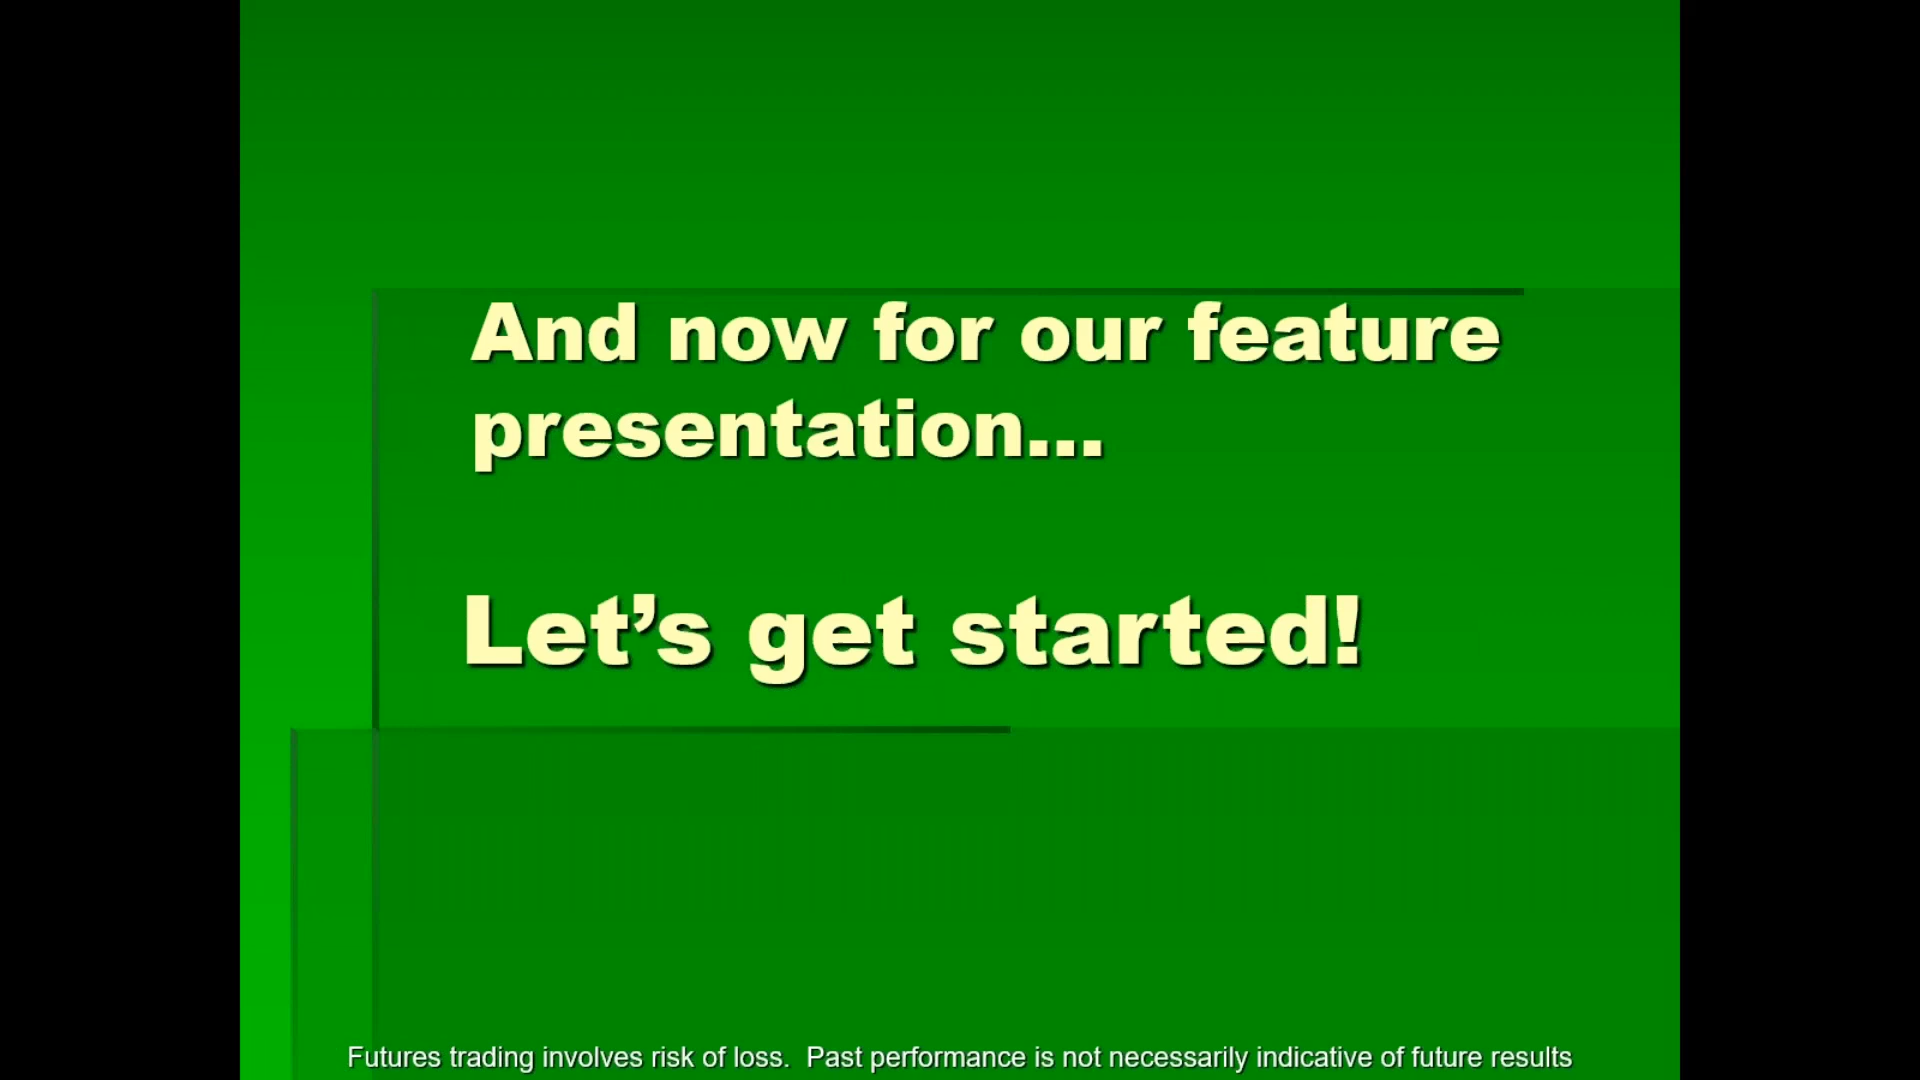 And now for our feature
presentation...
Let’s get started!
Futures trading involves risk of loss.  Past performance is not necessarily indicative of future results